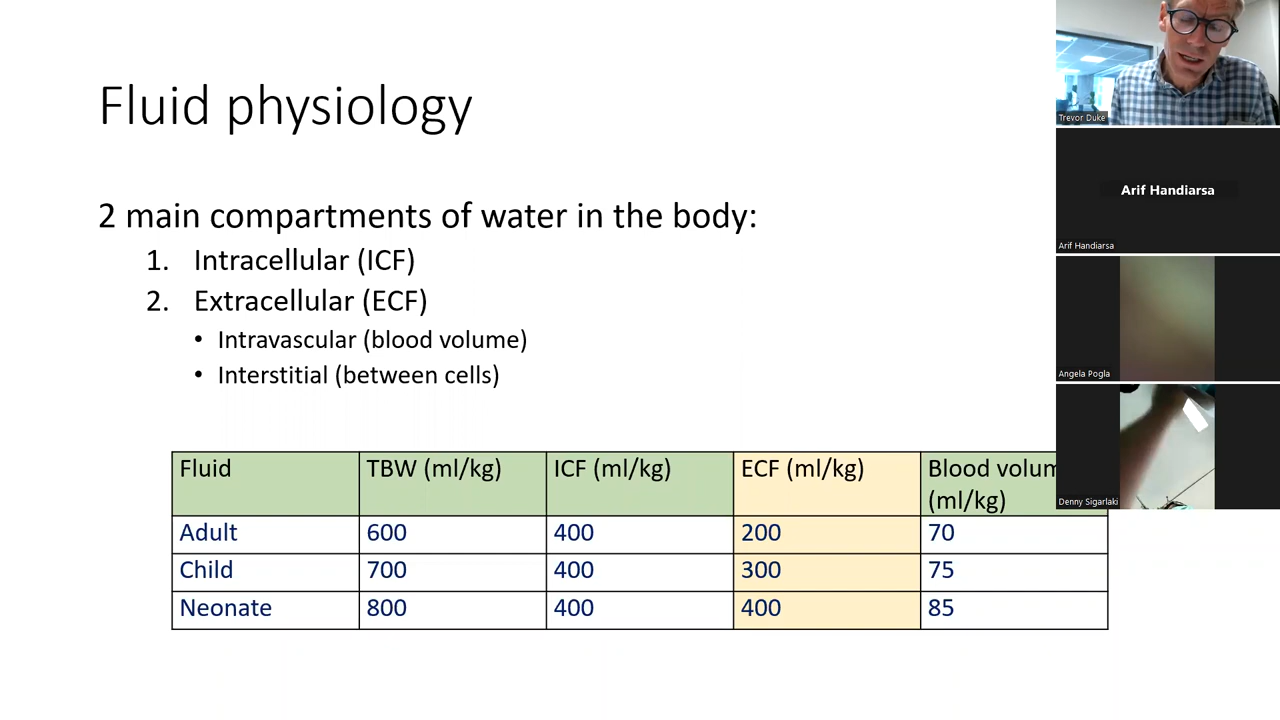 Fluid physiology
2 main compartments of water in the body:
1. Intracellular (ICF)
2. Extracellular (ECF)
• Intravascular (blood volume)
• Interstitial (between cells)
Fluid TBW (ml/kg) ICF (ml/kg) ECF (ml/kg) Blood
(ml/kg)
Adult 600 400 200 70
Child 700 400 300 75
Neonate 800 400 400 85
Trevor Duke
Arif Handiarsa
Arif Handiarsa
Angela Pogla
Denny Sigarlaki